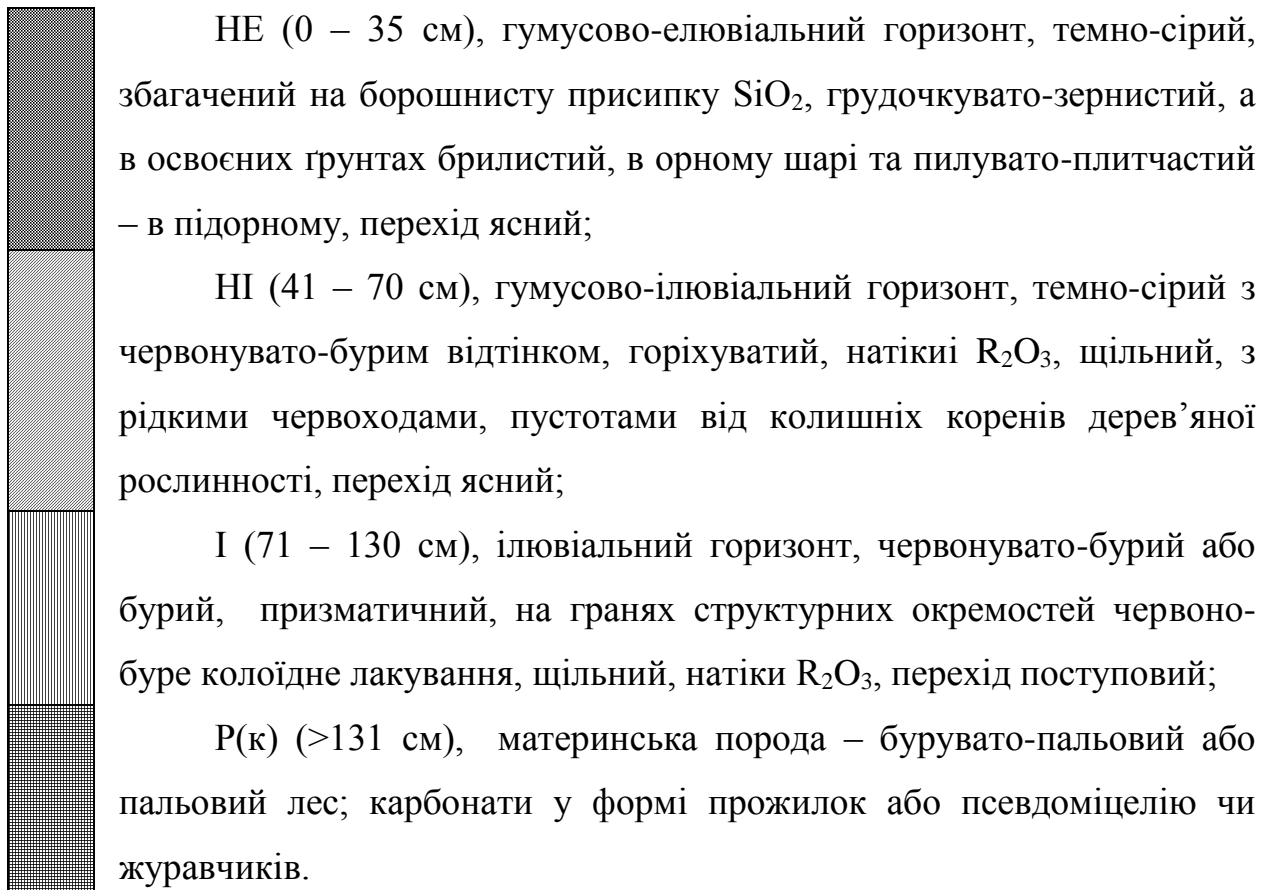 НЕ (0 – 35 см), гумусово-елювіальний горизонт, темно-сірий,
збагачений на борошнисту присипку SiO₂, грудочкувато-зернистий, а
в освоєних ґрунтах брилистий, в орному шарі та пилувато-плитчастий
– в підорному, перехід ясний;
НІ (41 – 70 см), гумусово-ілювіальний горизонт, темно-сірий з
червонувато-бурим відтінком, горіхуватий, натікиі R₂O₃, щільний, з
рідкими червоходами, пустотами від колишніх коренів дерев’яної
рослинності, перехід ясний;
І (71 – 130 см), ілювіальний горизонт, червонувато-бурий або
бурий, призматичний, на гранях структурних окремостей червоно-
буре колоїдне лакування, щільний, натіки R₂O₃, перехід поступовий;
Р(к) (>131 см), материнська порода – бурувато-пальовий або
пальовий лес; карбонати у формі прожилок або псевдоміцелію чи
журавчиків.